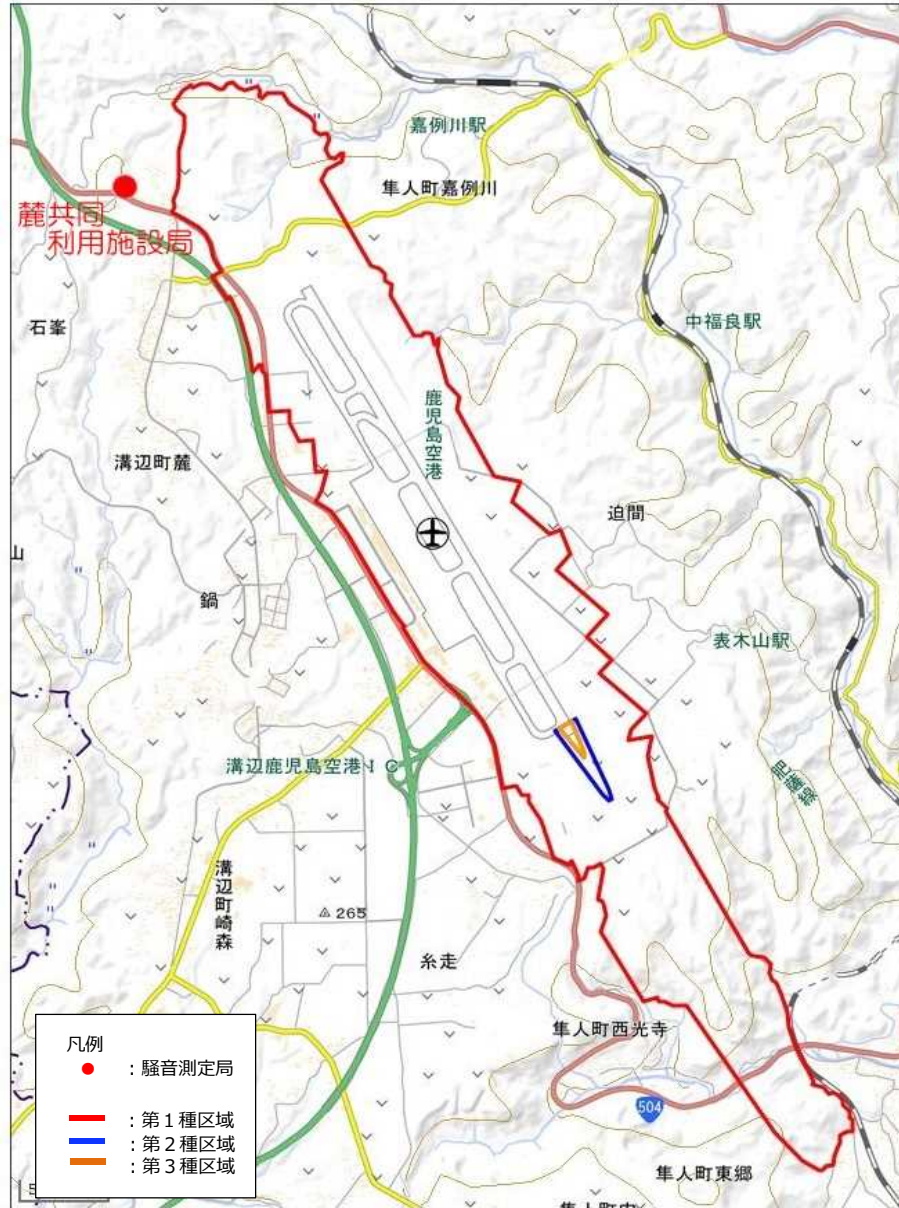 嘉例川駅
隼人町嘉例川
麓共同
利用施設局
石峯
中福良駅
鹿児島空港
溝辺町麓
迫間
山
鍋
表木山駅
溝辺鹿児島空港IC
肥薩線
溝辺町崎森
265
糸走
隼人町西光寺
504
隼人町東郷
凡例
：騒音測定局
：第１種区域
：第２種区域
：第３種区域